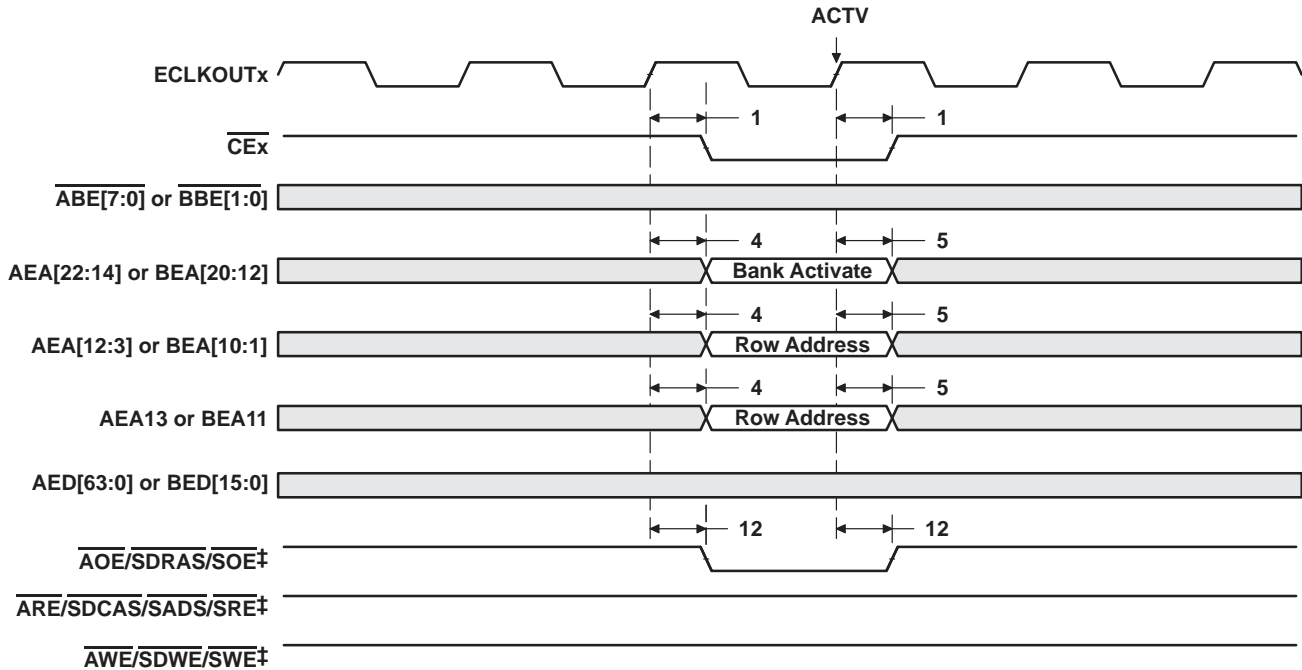 ACTV
ECLKOUTx
1 1
CEx
ABE[7:0] or BBE[1:0]
4 5
AEA[22:14] or BEA[20:12] Bank Activate
4 5
AEA[12:3] or BEA[10:1] Row Address
4 5
AEA13 or BEA11 Row Address
AED[63:0] or BED[15:0]
12 12
AOE/SDRAS/SOE‡
ARE/SDCAS/SADS/SRE‡
AWE/SDWE/SWE‡